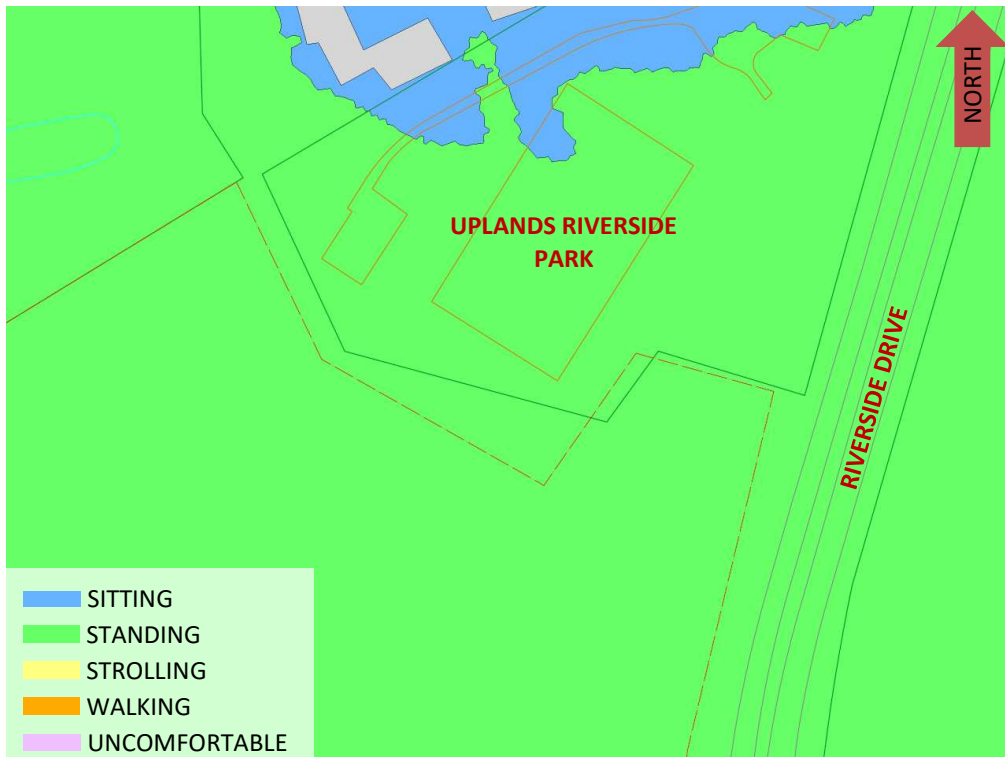 NORTH
UPLANDS RIVERSIDE
PARK
RIVERSIDE DRIVE
SITTING
STANDING
STROLLING
WALKING
UNCOMFORTABLE